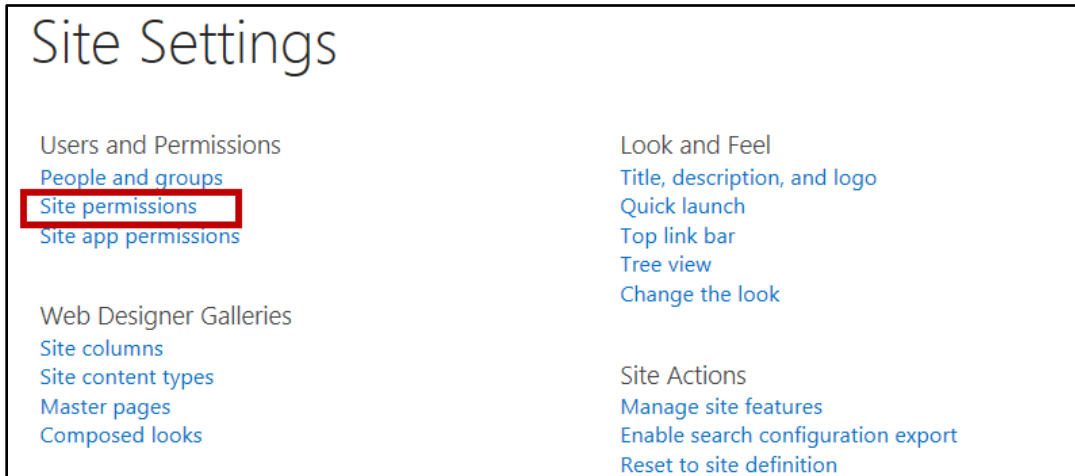 Site Settings
Users and Permissions
People and groups
Site permissions
Site app permissions
Web Designer Galleries
Site columns
Site content types
Master pages
Composed looks
Look and Feel
Title, description, and logo
Quick launch
Top link bar
Tree view
Change the look
Site Actions
Manage site features
Enable search configuration export
Reset to site definition